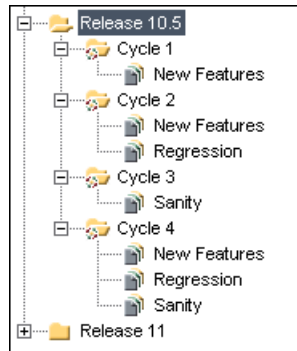 Release 10.5
Cycle 1
New Features
Cycle 2
New Features
Regression
Cycle 3
Sanity
Cycle 4
New Features
Regression
Sanity
Release 11